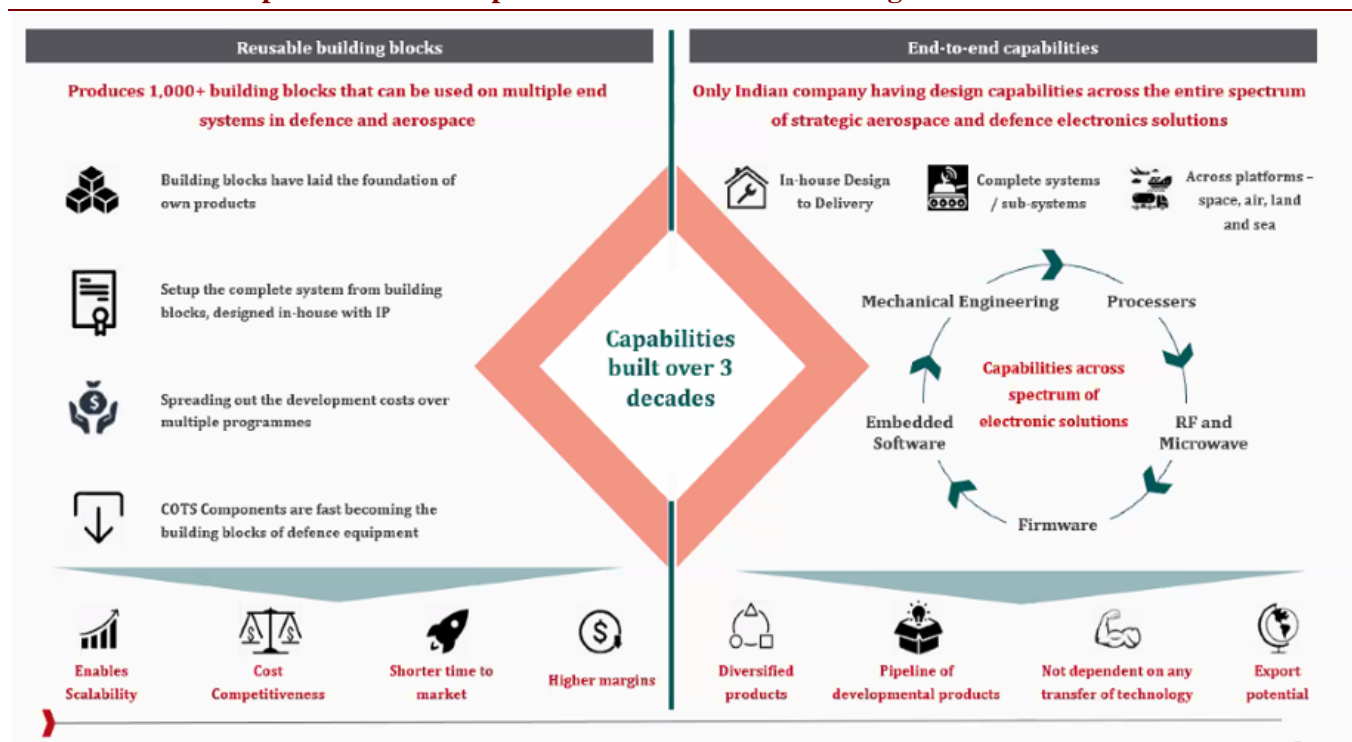 Reusable building blocks
Produces 1,000+ building blocks that can be used on multiple end
systems in defence and aerospace
Building blocks have laid the foundation of
own products
Setup the complete system from building
blocks, designed in-house with IP
Spreading out the development costs over
multiple programmes
COTS Components are fast becoming the
building blocks of defence equipment
Enables
Scalability
Cost
Competitiveness
Shorter time to
market
Higher margins
Capabilities
built over 3
decades
End-to-end capabilities
Only Indian company having design capabilities across the entire spectrum
of strategic aerospace and defence electronics solutions
In-house Design
to Delivery
Complete systems
/ sub-systems
Across platforms –
space, air, land
and sea
Mechanical Engineering
Processers
Capabilities across
spectrum of
electronic solutions
Embedded
Software
RF and
Microwave
Firmware
Diversified
products
Pipeline of
developmental products
Not dependent on any
transfer of technology
Export
potential